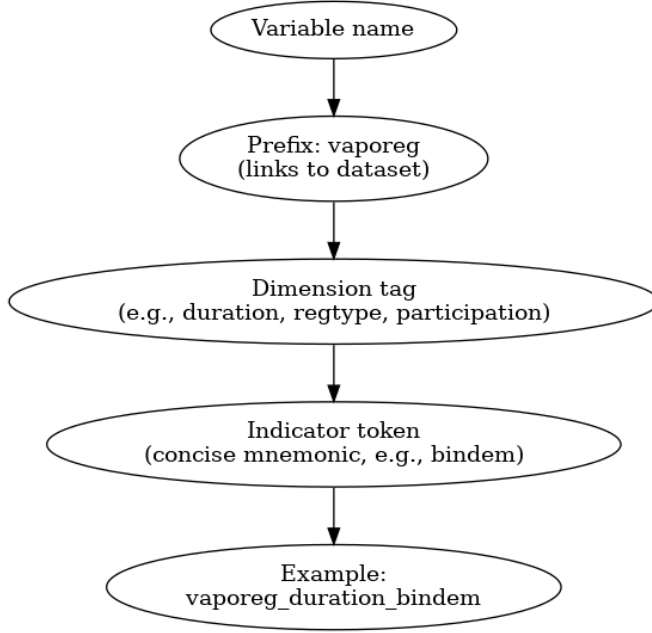 Variable name
Prefix: vaporeg
(links to dataset)
Dimension tag
(e.g., duration, regtype, participation)
Indicator token
(concise mnemonic, e.g., bindem)
Example:
vaporeg_duration_bindem